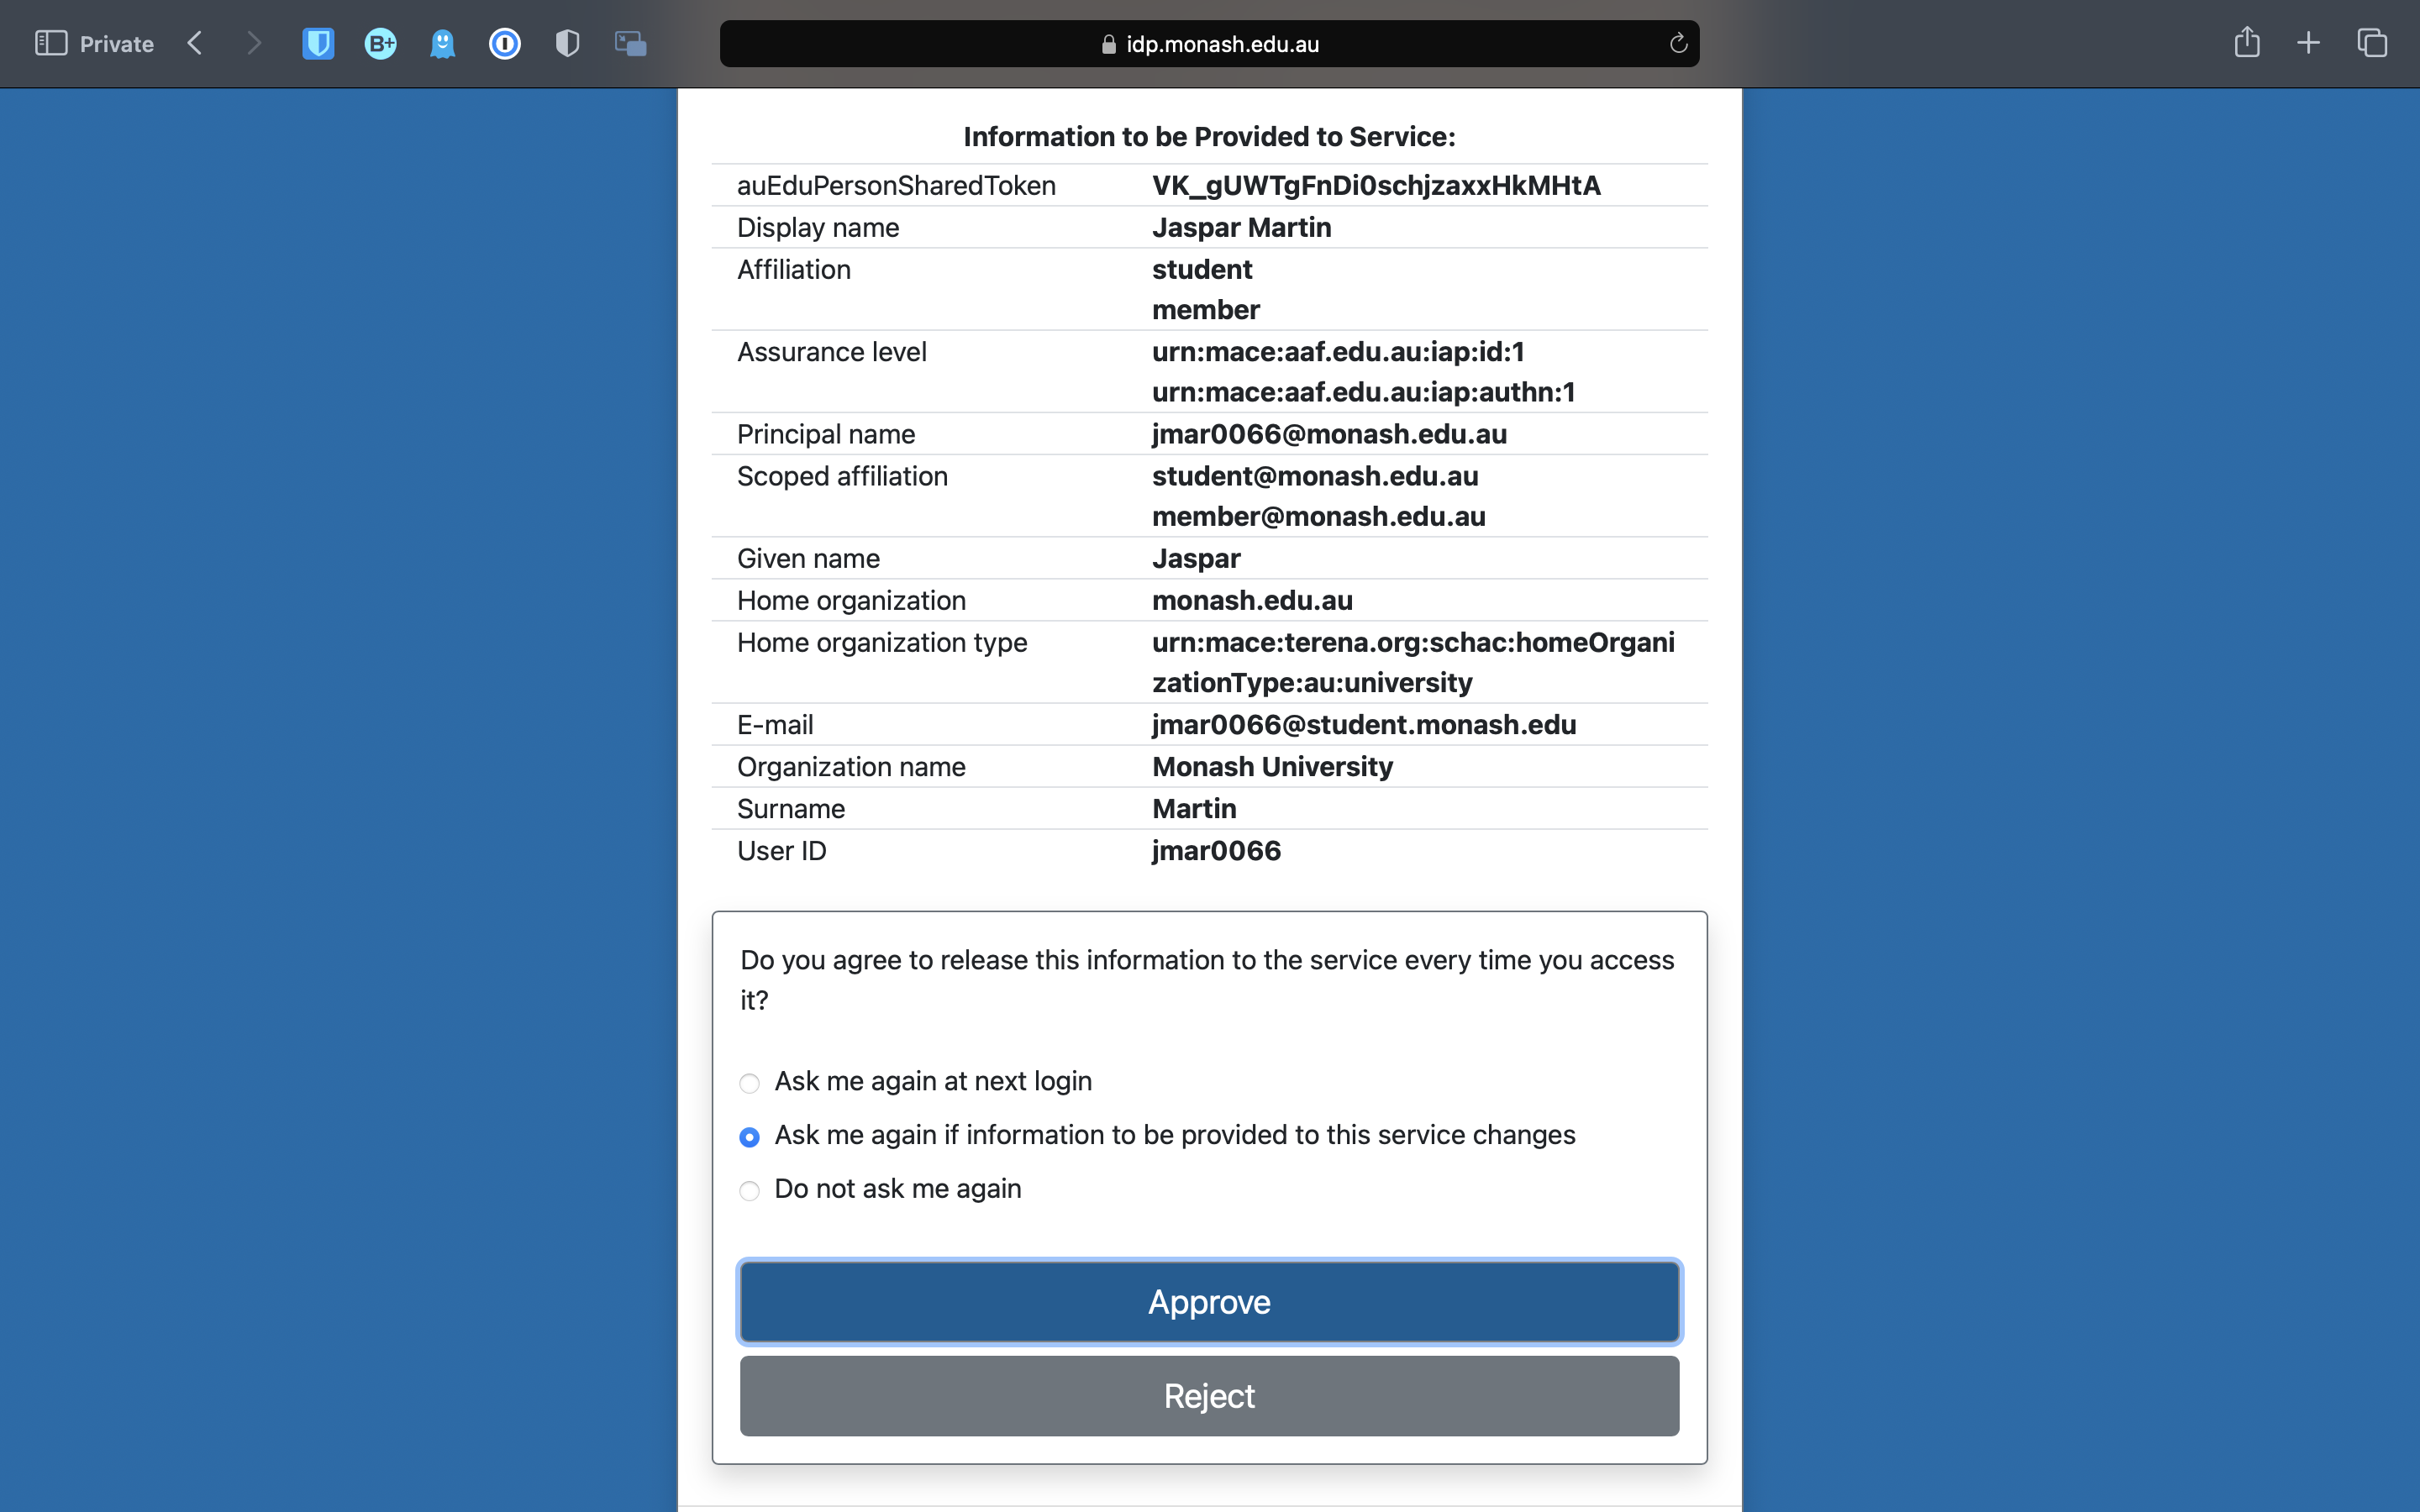 Private
B+
idp.monash.edu.au
Information to be Provided to Service:
auEduPersonSharedToken VK_gUWTgFnDi0schjzaxxHkMHtA
Display name Jaspar Martin
Affiliation student
member
Assurance level urn:mace:aaf.edu.au:iap:id:1
urn:mace:aaf.edu.au:iap:authn:1
Principal name jmar0066@monash.edu.au
Scoped affiliation student@monash.edu.au
member@monash.edu.au
Given name Jaspar
Home organization monash.edu.au
Home organization type urn:mace:terena.org:schac:homeOrgani
zationType:au:university
E-mail jmar0066@student.monash.edu
Organization name Monash University
Surname Martin
User ID jmar0066
Do you agree to release this information to the service every time you access
it?
Ask me again at next login
Ask me again if information to be provided to this service changes
Do not ask me again
Approve
Reject